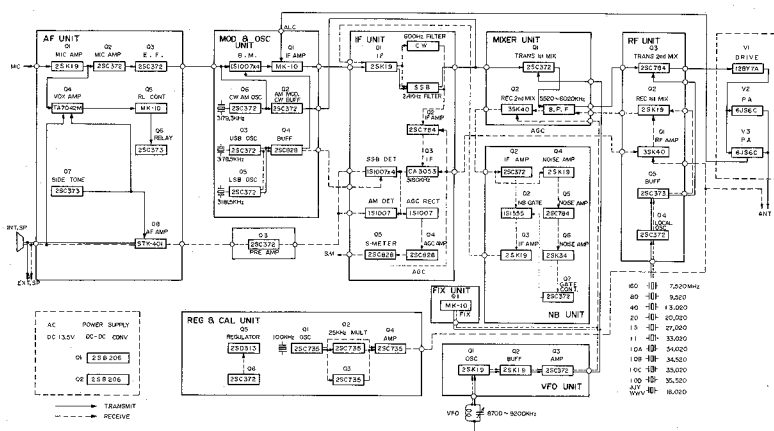 AF UNIT
Q1
MIC AMP
2SK19
Q2
MIC AMP
2SC372
Q3
E. F.
2SC372
MIC
Q4
VOX AMP
TA7042M
RL CONT
MK-10
Q6
RELAY
2SC373
Q7
SIDE TONE
2SC373
AF AMP
STK-401
INT,SP
EXT,SP
MOD & OSC
UNIT
ALC
B. M.
1S1007x4
Q1
IF AMP
MK-10
Q6
CW AM OSC
2SC372
Q2
AM MOD,
CW BUFF
2SC372
Q3
USB OSC
2SC372
Q4
BUFF
2SC828
Q5
LSB OSC
2SC372
Q3
2SC372
PRE AMP
IF UNIT
600Hz FILTER
CW
Q1
IF
2SK19
SSB
2.4KHz FILTER
Q2
IF AMP
2SC784
SSB DET
1S1007x4
Q3
IF
CA3053
3180KHz
AM DET
1S1007
AGC RECT
1S1007
Q5
S-METER
2SC828
Q4
AGC AMP
2SC828
S.M
AGC
MIXER UNIT
Q1
TRANS 1st MIX
2SC372
Q2
REC 2nd MIX
3SK40
5520~6020KHz
B.P.F
AGC
Q2
IF AMP
2SC372
Q4
NOISE AMP
2SK19
Q2
NB GATE
1S1555
Q5
NOISE AMP
2SC784
Q3
IF AMP
2SK19
Q6
NOISE AMP
2SK34
Q7
GATE
CONT.
2SC372
NB UNIT
RF UNIT
Q3
TRANS 2nd MIX
2SC784
Q2
REC 1st MIX
2SK19
Q1
RF AMP
3SK40
Q5
BUFF
2SC373
Q4
LOCAL
OSC
2SC372
V1
DRIVE
12BY7A
V2
P A
6JS6C
V3
P A
6JS6C
ANT
FIX UNIT
Q1
MK-10
FIX
REG & CAL UNIT
Q5
REGULATOR
2SD313
Q6
2SC372
100KHz
Q1
OSC
2SC735
Q2
25KHz MULT
2SC735
Q3
2SC735
Q4
AMP
2SC735
Q1
OSC
2SK19
Q2
BUFF
2SK19
Q3
AMP
2SC372
VFO UNIT
VFO
8700~9200KHz
160 7,520MHz
80 9,520
40 13,020
20 20,020
15 27,020
11 33,020
10A 34,020
10B 34,520
10C 35,020
10D 35,520
JJY
WWV 16,020
AC POWER SUPPLY
DC 13.5V DC-DC CONV
Q1 2SB206
Q2 2SB206
TRANSMIT
RECEIVE